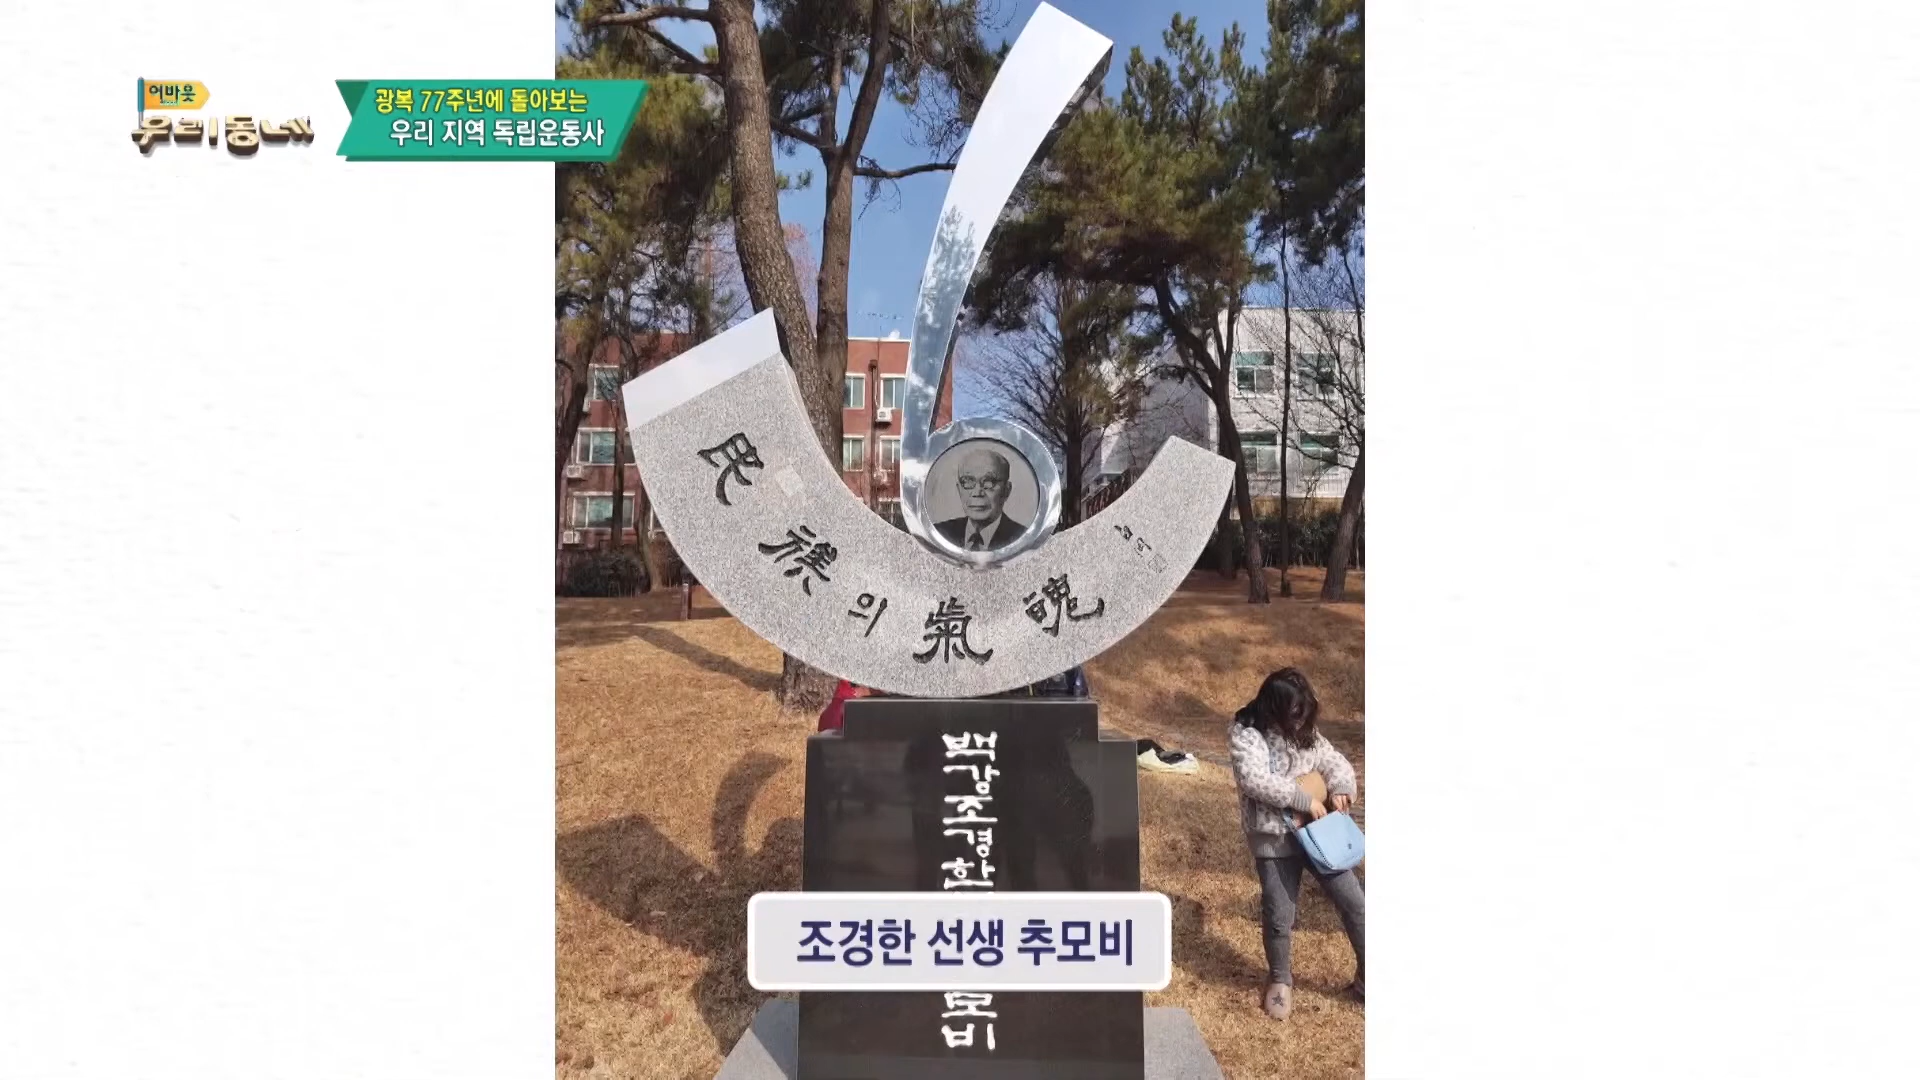 어바웃
우리동네
광복 77주년에 돌아보는
우리 지역 독립운동사
民族의 氣魄
백강조경한
조경한 선생 추모비
모비